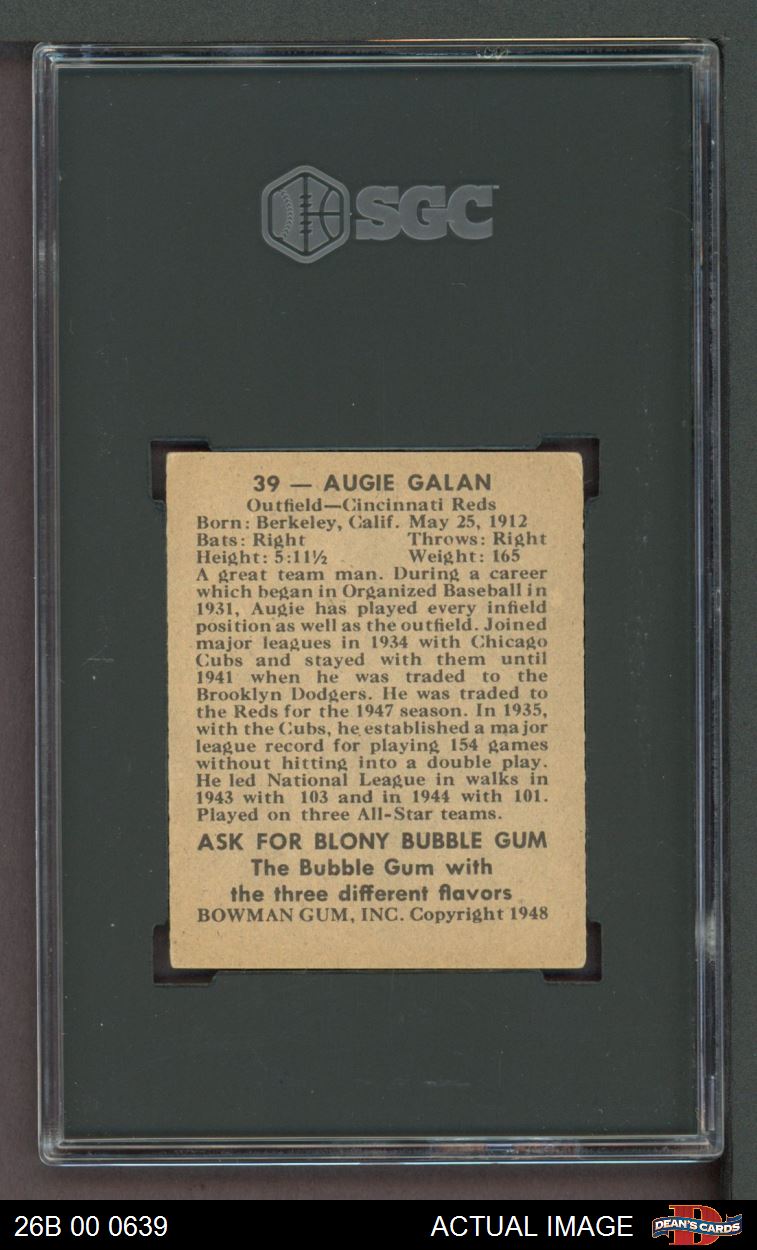 SGC
39 — AUGIE GALAN
Outfield—Cincinnati Reds
Born: Berkeley, Calif. May 25, 1912
Bats: Right Throws: Right
Height: 5:11½ Weight: 165
A great team man. During a career
which began in Organized Baseball in
1931, Augie has played every infield
position as well as the outfield. Joined
major leagues in 1934 with Chicago
Cubs and stayed with them until
1941 when he was traded to the
Brooklyn Dodgers. He was traded to
the Reds for the 1947 season. In 1935,
with the Cubs, he established a major
league record for playing 154 games
without hitting into a double play.
He led National League in walks in
1943 with 103 and in 1944 with 101.
Played on three All-Star teams.
ASK FOR BLONY BUBBLE GUM
The Bubble Gum with
the three different flavors
BOWMAN GUM, INC. Copyright 1948
26B 00 0639 ACTUAL IMAGE DEAN'S CARDS